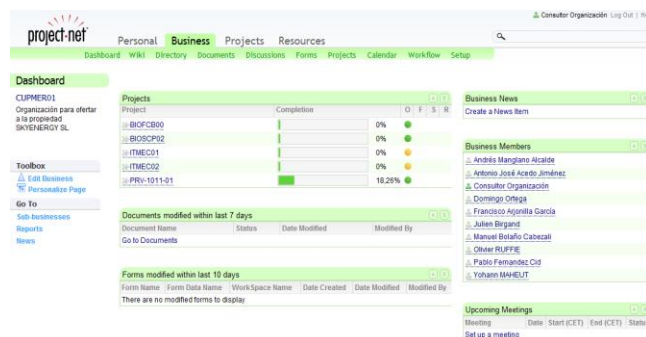 Consultor Organización Log Out
project·net
Personal Business Projects Resources
Dashboard Wiki Directory Documents Discussions Forms Projects Calendar Workflow Setup
Dashboard
CUPMER01
Organización para ofertar
a la propiedad
SKYENERGY SL
Toolbox
Edit Business
Personalize Page
Go To
Sub-businesses
Reports
News
Projects
Project Completion O F S R
BIOFCB00 0%
BIOSCP02 0%
ITMEC01 0%
ITMEC02 0%
PRV-1011-01 18,26%
Documents modified within last 7 days
Document Name Status Date Modified Modified By
Go to Documents
Forms modified within last 10 days
Form Name Form Data Name WorkSpace Name Date Created Date Modified Modified By
There are no modified forms to display
Business News
Create a News Item
Business Members
Andrés Manglano Alcalde
Antonio José Acedo Jiménez
Consultor Organización
Domingo Ortega
Francisco Arjonilla García
Julien Birgand
Manuel Bolaño Cabezali
Olivier RUFFIE
Pablo Fernandez Cid
Yohann MAHEUT
Upcoming Meetings
Meeting Date Start (CET) End (CET) Statu
Set up a meeting